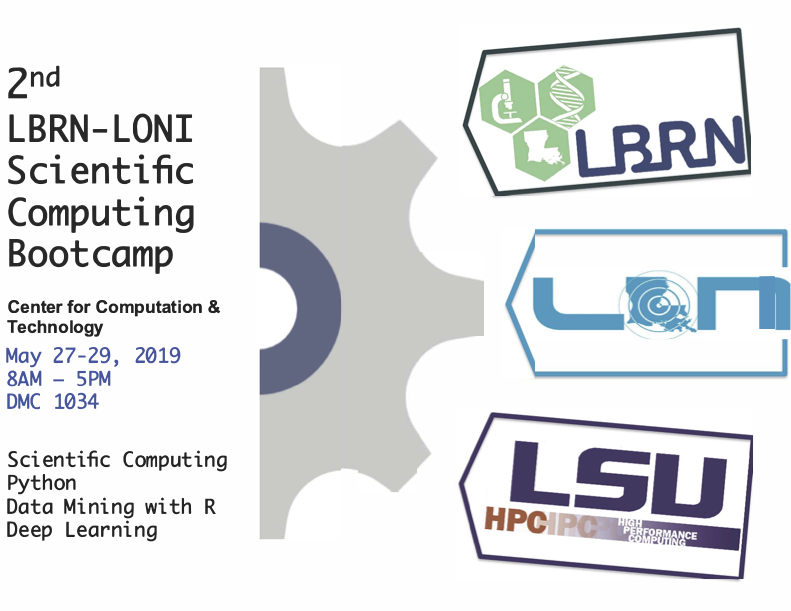 2nd
LBRN-LONI
Scientific
Computing
Bootcamp
Center for Computation &
Technology
May 27-29, 2019
8AM – 5PM
DMC 1034
Scientific Computing
Python
Data Mining with R
Deep Learning
LBRN
LONI
LSU
HPC HPC HIGH
PERFORMANCE
COMPUTING